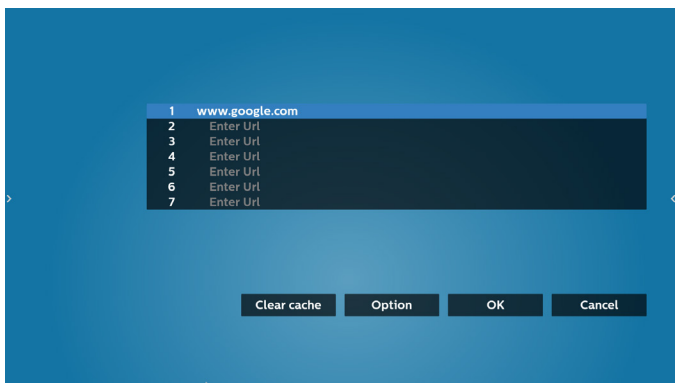 1 www.google.com
2 Enter Url
3 Enter Url
4 Enter Url
5 Enter Url
6 Enter Url
7 Enter Url
Clear cache Option OK Cancel